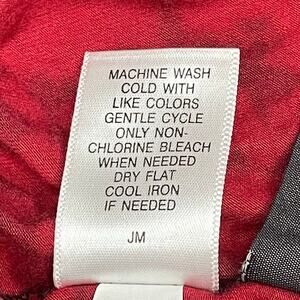 MACHINE WASH
COLD WITH
LIKE COLORS
GENTLE CYCLE
ONLY NON-
CHLORINE BLEACH
WHEN NEEDED
DRY FLAT
COOL IRON
IF NEEDED
JM